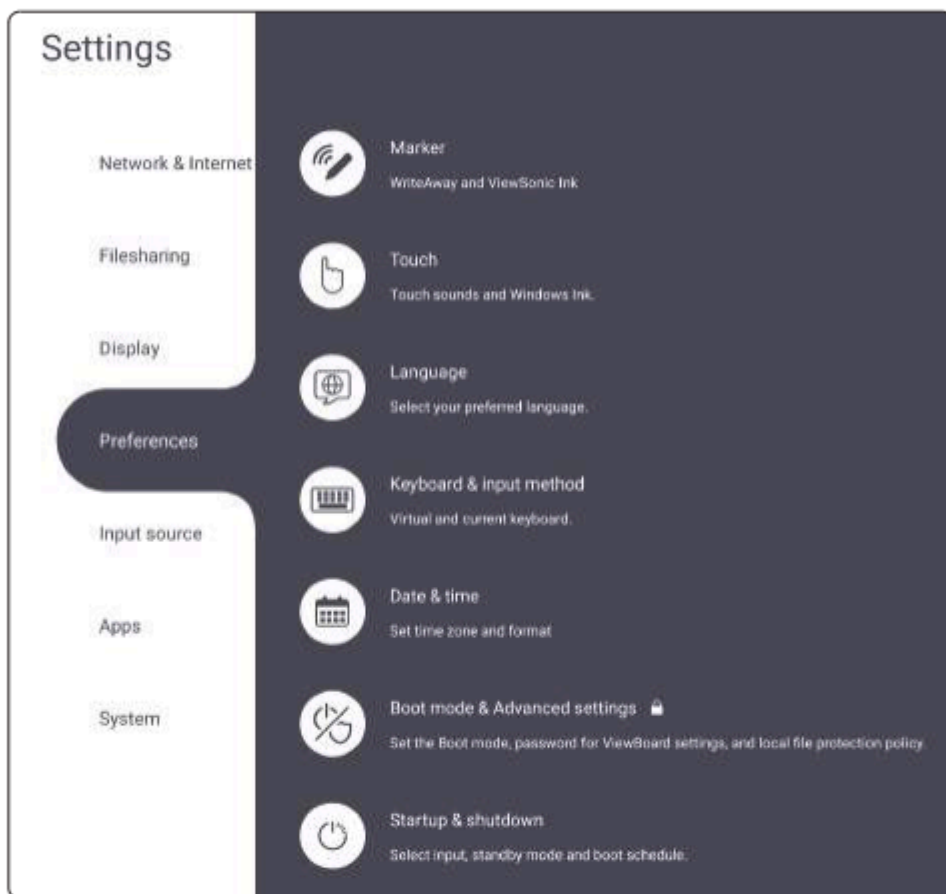 Settings
Network & Internet
Filesharing
Display
Preferences
Input source
Apps
System
Marker
WriteAway and ViewSonic Ink
Touch
Touch sounds and Windows Ink.
Language
Select your preferred language.
Keyboard & input method
Virtual and current keyboard.
Date & time
Set time zone and format
Boot mode & Advanced settings
Set the Boot mode, password for ViewBoard settings, and local file protection policy.
Startup & shutdown
Select input, standby mode and boot schedule.